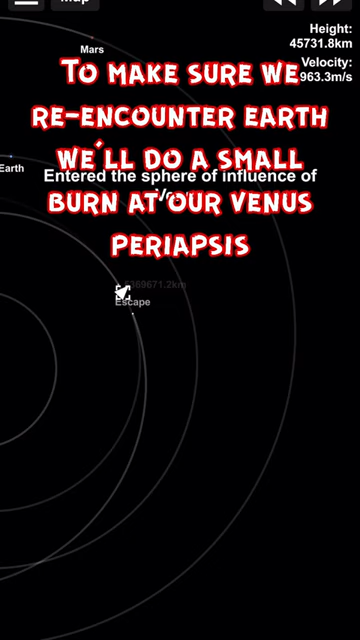 Map
Mars
Height:
45731.8km
Velocity:
963.3m/s
TO MAKE SURE WE
RE-ENCOUNTER EARTH
WE'LL DO A SMALL
Earth
Entered the sphere of influence of
BURN AT OUR VENUS
PERIAPSIS
Escape